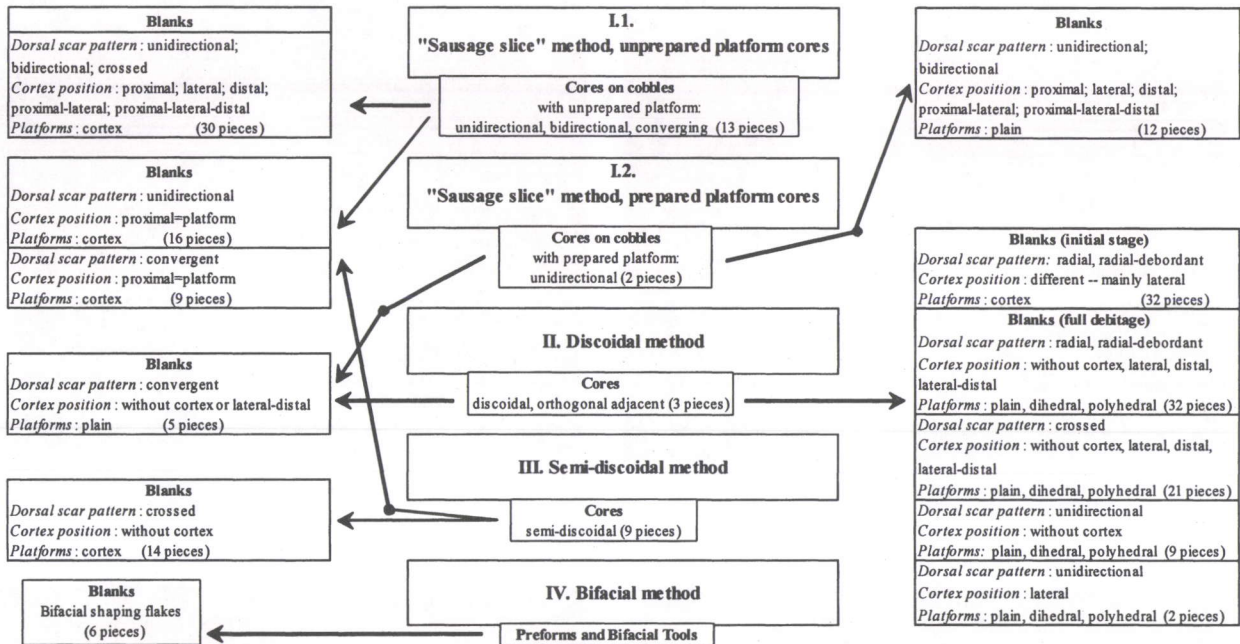 Blanks
Dorsal scar pattern : unidirectional;
bidirectional; crossed
Cortex position : proximal; lateral; distal;
proximal-lateral; proximal-lateral-distal
Platforms : cortex (30 pieces)
Blanks
Dorsal scar pattern : unidirectional
Cortex position : proximal=platform
Platforms : cortex (16 pieces)
Dorsal scar pattern : convergent
Cortex position : proximal=platform
Platforms : cortex (9 pieces)
Blanks
Dorsal scar pattern : convergent
Cortex position : without cortex or lateral-distal
Platforms : plain (5 pieces)
Blanks
Dorsal scar pattern : crossed
Cortex position : without cortex
Platforms : cortex (14 pieces)
Blanks
Bifacial shaping flakes
(6 pieces)
I.1.
"Sausage slice" method, unprepared platform cores
Cores on cobbles
with unprepared platform:
unidirectional, bidirectional, converging (13 pieces)
I.2.
"Sausage slice" method, prepared platform cores
Cores on cobbles
with prepared platform:
unidirectional (2 pieces)
II. Discoidal method
Cores
discoidal, orthogonal adjacent (3 pieces)
III. Semi-discoidal method
Cores
semi-discoidal (9 pieces)
IV. Bifacial method
Preforms and Bifacial Tools
Blanks
Dorsal scar pattern : unidirectional;
bidirectional
Cortex position : proximal; lateral; distal;
proximal-lateral; proximal-lateral-distal
Platforms : plain (12 pieces)
Blanks (initial stage)
Dorsal scar pattern: radial, radial-debordant
Cortex position : different -- mainly lateral
Platforms : cortex (32 pieces)
Blanks (full debitage)
Dorsal scar pattern : radial, radial-debordant
Cortex position : without cortex, lateral, distal,
lateral-distal
Platforms : plain, dihedral, polyhedral (32 pieces)
Dorsal scar pattern : crossed
Cortex position : without cortex, lateral, distal,
lateral-distal
Platforms : plain, dihedral, polyhedral (21 pieces)
Dorsal scar pattern : unidirectional
Cortex position : without cortex
Platforms: plain, dihedral, polyhedral (9 pieces)
Dorsal scar pattern : unidirectional
Cortex position : lateral
Platforms : plain, dihedral, polyhedral (2 pieces)